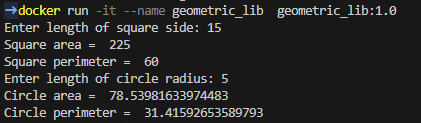 →docker run -it --name geometric_lib  geometric_lib:1.0
Enter length of square side: 15
Square area =  225
Square perimeter =  60
Enter length of circle radius: 5
Circle area =  78.53981633974483
Circle perimeter =  31.41592653589793